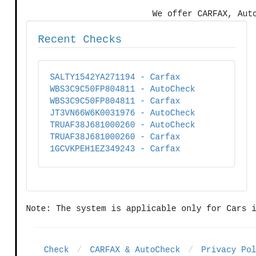 We offer CARFAX, Auto
Recent Checks
SALTY1542YA271194 - Carfax
WBS3C9C50FP804811 - AutoCheck
WBS3C9C50FP804811 - Carfax
JT3VN66W6K0031976 - AutoCheck
TRUAF38J681000260 - AutoCheck
TRUAF38J681000260 - Carfax
1GCVKPEH1EZ349243 - Carfax
Note: The system is applicable only for Cars i
Check / CARFAX & AutoCheck / Privacy Pol